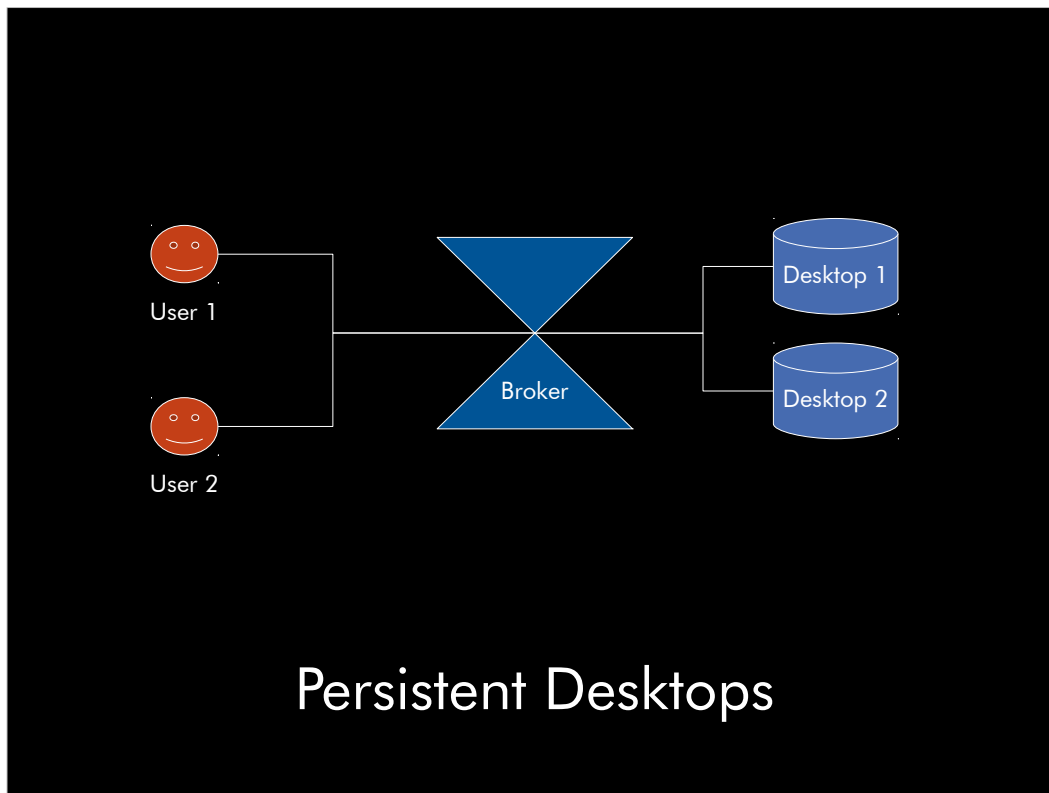 User 1
User 2
Broker
Desktop 1
Desktop 2
Persistent Desktops